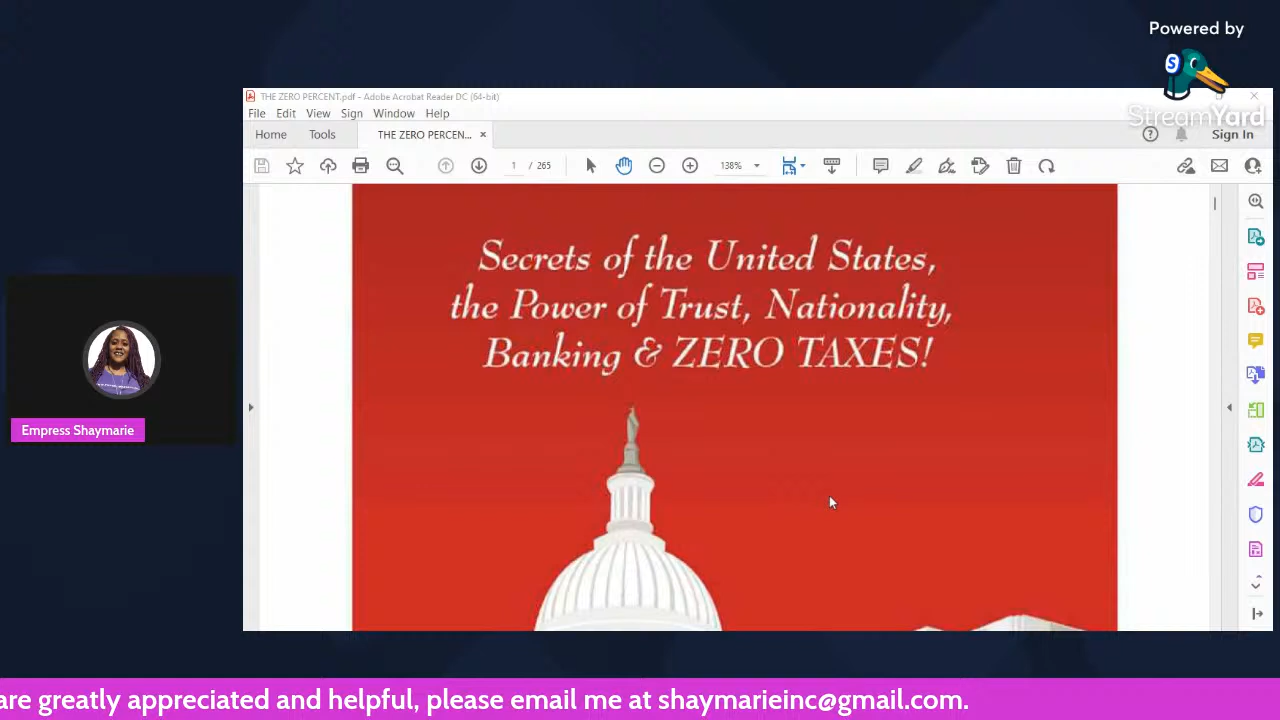 Powered by
StreamYard
THE ZERO PERCENT.pdf - Adobe Acrobat Reader DC (64-bit)
File Edit View Sign Window Help
Home Tools THE ZERO PERCEN... ×
Sign In
1 / 265
138%
Secrets of the United States,
the Power of Trust, Nationality,
Banking & ZERO TAXES!
Empress Shaymarie
are greatly appreciated and helpful, please email me at shaymarieinc@gmail.com.